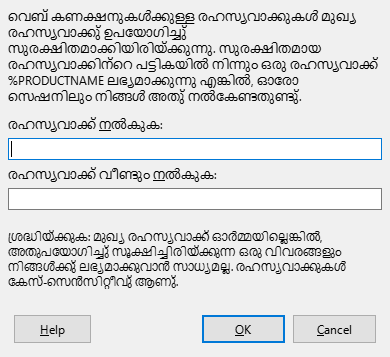 വെബ് കണക്ഷനുകൾക്കുള്ള രഹസ്യവാക്കുകൾ മുഖ്യ
രഹസ്യവാക്കു് ഉപയോഗിച്ചു്
സുരക്ഷിതമാക്കിയിരിയ്ക്കുന്നു. സുരക്ഷിതമായ
രഹസ്യവാക്കിന്റെ പട്ടികയിൽ നിന്നും ഒരു രഹസ്യവാക്ക്
%PRODUCTNAME ലഭ്യമാക്കുന്നു എങ്കിൽ, ഓരോ
സെഷനിലും നിങ്ങൾ അതു് നൽകേണ്ടതുണ്ടു്.
രഹസ്യവാക്ക് നൽകുക:
രഹസ്യവാക്ക് വീണ്ടും നൽകുക:
ശ്രദ്ധിയ്ക്കുക: മുഖ്യ രഹസ്യവാക്ക് ഓർമ്മയില്ലെങ്കിൽ,
അതുപയോഗിച്ചു് സൂക്ഷിച്ചിരിയ്ക്കുന്ന ഒരു വിവരങ്ങളും
നിങ്ങൾക്കു് ലഭ്യമാക്കുവാൻ സാധ്യമല്ല. രഹസ്യവാക്കുകൾ
കേസ്-സെൻസിറ്റീവു് ആണു്.
Help
OK
Cancel